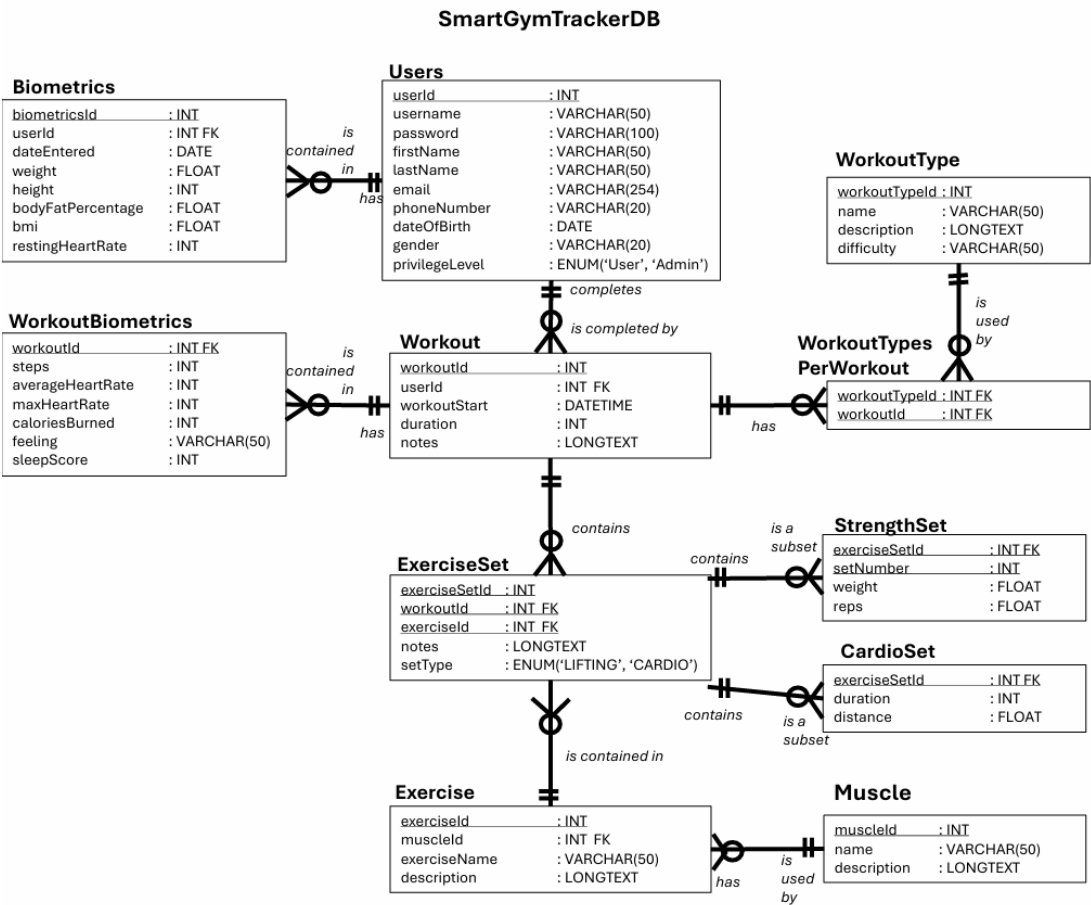 SmartGymTrackerDB
Biometrics
biometricsId : INT
userId : INT FK
dateEntered : DATE
weight : FLOAT
height : INT
bodyFatPercentage : FLOAT
bmi : FLOAT
restingHeartRate : INT
is
contained
in
has
Users
userId : INT
username : VARCHAR(50)
password : VARCHAR(100)
firstName : VARCHAR(50)
lastName : VARCHAR(50)
email : VARCHAR(254)
phoneNumber : VARCHAR(20)
dateOfBirth : DATE
gender : VARCHAR(20)
privilegeLevel : ENUM(‘User’, ‘Admin’)
completes
is completed by
WorkoutType
workoutTypeId : INT
name : VARCHAR(50)
description : LONGTEXT
difficulty : VARCHAR(50)
is
used
by
WorkoutBiometrics
workoutId : INT FK
steps : INT
averageHeartRate : INT
maxHeartRate : INT
caloriesBurned : INT
feeling : VARCHAR(50)
sleepScore : INT
is
contained
in
has
Workout
workoutId : INT
userId : INT FK
workoutStart : DATETIME
duration : INT
notes : LONGTEXT
has
WorkoutTypes
PerWorkout
workoutTypeId : INT FK
workoutId : INT FK
contains
ExerciseSet
exerciseSetId : INT
workoutId : INT FK
exerciseId : INT FK
notes : LONGTEXT
setType : ENUM(‘LIFTING’, ‘CARDIO’)
contains
is a
subset
StrengthSet
exerciseSetId : INT FK
setNumber : INT
weight : FLOAT
reps : FLOAT
contains
is a
subset
CardioSet
exerciseSetId : INT FK
duration : INT
distance : FLOAT
is contained in
Exercise
exerciseId : INT
muscleId : INT FK
exerciseName : VARCHAR(50)
description : LONGTEXT
has
is
used
by
Muscle
muscleId : INT
name : VARCHAR(50)
description : LONGTEXT